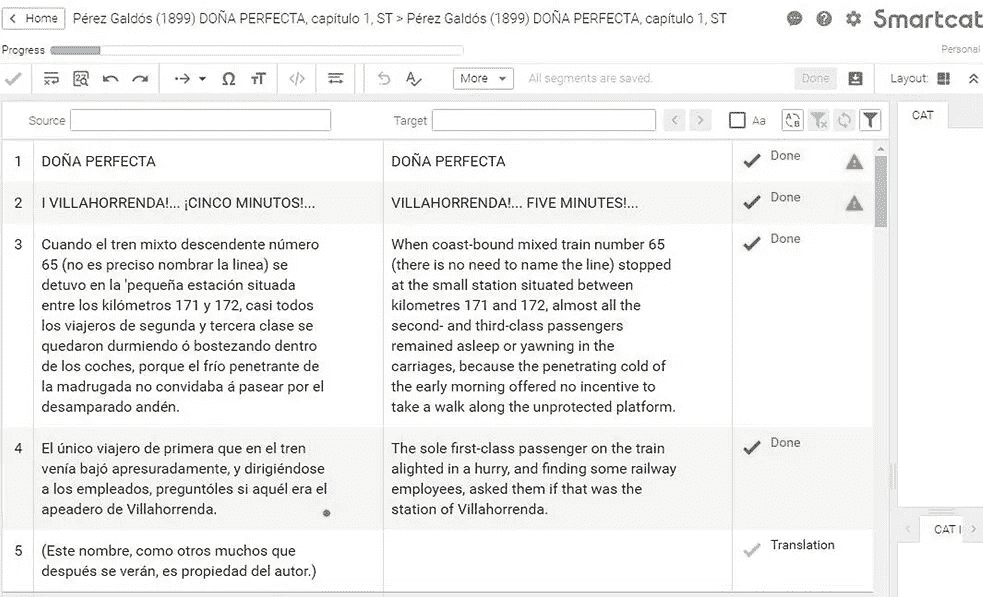 Home
Pérez Galdós (1899) DOÑA PERFECTA, capítulo 1, ST > Pérez Galdós (1899) DOÑA PERFECTA, capítulo 1, ST
Smartcat
Progress
Personal
More
All segments are saved.
Done
Layout:
Source
Target
Aa
CAT
1
DOÑA PERFECTA
DOÑA PERFECTA
Done
2
I VILLAHORRENDA!... ¡CINCO MINUTOS!...
VILLAHORRENDA!... FIVE MINUTES!...
Done
3
Cuando el tren mixto descendente número
65 (no es preciso nombrar la linea) se
detuvo en la 'pequeña estación situada
entre los kilómetros 171 y 172, casi todos
los viajeros de segunda y tercera clase se
quedaron durmiendo ó bostezando dentro
de los coches, porque el frío penetrante de
la madrugada no convidaba á pasear por el
desamparado andén.
When coast-bound mixed train number 65
(there is no need to name the line) stopped
at the small station situated between
kilometres 171 and 172, almost all the
second- and third-class passengers
remained asleep or yawning in the
carriages, because the penetrating cold of
the early morning offered no incentive to
take a walk along the unprotected platform.
Done
4
El único viajero de primera que en el tren
venía bajó apresuradamente, y dirigiéndose
a los empleados, preguntóles si aquél era el
apeadero de Villahorrenda.
The sole first-class passenger on the train
alighted in a hurry, and finding some railway
employees, asked them if that was the
station of Villahorrenda.
Done
5
(Este nombre, como otros muchos que
después se verán, es propiedad del autor.)
Translation
CAT